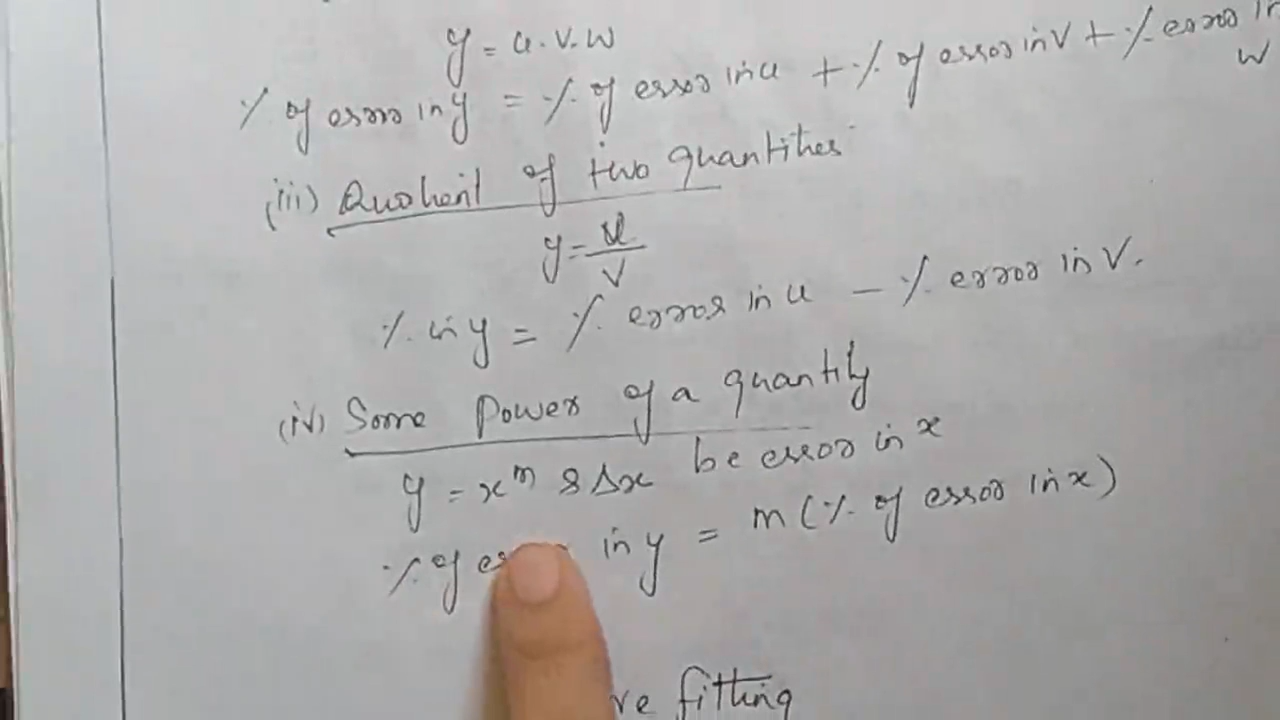 y = u.v.w
% of error in y = % of error in u + % of error in v + % error in
w
(iii) Quotient of two quantities
y = u/v
% in y = % error in u - % error in v.
(iv) Some Power of a quantity
y = x^m & Δx be error in x
% of in y = m (% of error in x)
fitting